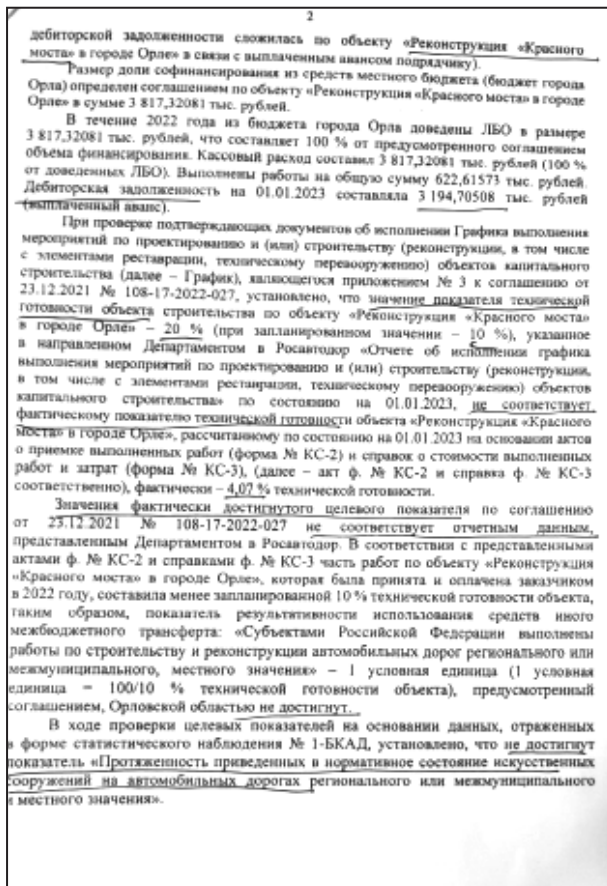 2
дебиторской задолженности сложилась по объекту «Реконструкция «Красного
моста» в городе Орле» в связи с выплаченным авансом подрядчику).
Размер доли софинансирования из средств местного бюджета (бюджет города
Орла) определен соглашением по объекту «Реконструкция «Красного моста» в городе
Орле» в сумме 3 817,32081 тыс. рублей.
В течение 2022 года из бюджета города Орла доведены ЛБО в размере
3 817,32081 тыс. рублей, что составляет 100 % от предусмотренного соглашением
объема финансирования. Кассовый расход составил 3 817,32081 тыс. рублей (100 %
от доведенных ЛБО). Выполнены работы на общую сумму 622,61573 тыс. рублей.
Дебиторская задолженность на 01.01.2023 составляла 3 194,70508 тыс. рублей
(выплаченный аванс).
При проверке подтверждающих документов об исполнении Графика выполнения
мероприятий по проектированию и (или) строительству (реконструкции, в том числе
с элементами реставрации, техническому перевооружению) объектов капитального
строительства (далее – График), являющегося приложением № 3 к соглашению от
23.12.2021 № 108-17-2022-027, установлено, что значение показателя технической
готовности объекта строительства по объекту «Реконструкция «Красного моста»
в городе Орле» – 20 % (при запланированном значении – 10 %), указанное
в направленном Департаментом в Росавтодор «Отчете об исполнении графика
выполнения мероприятий по проектированию и (или) строительству (реконструкции,
в том числе с элементами реставрации, техническому перевооружению) объектов
капитального строительства» по состоянию на 01.01.2023, не соответствует
фактическому показателю технической готовности объекта «Реконструкция «Красного
моста» в городе Орле», рассчитанному по состоянию на 01.01.2023 на основании актов
о приемке выполненных работ (форма № КС-2) и справок о стоимости выполненных
работ и затрат (форма № КС-3), (далее – акт ф. № КС-2 и справка ф. № КС-3
соответственно), фактически – 4,07 % технической готовности.
Значения фактически достигнутого целевого показателя по соглашению
от 23.12.2021 № 108-17-2022-027 не соответствует отчетным данным,
представленным Департаментом в Росавтодор. В соответствии с представленными
актами ф. № КС-2 и справками ф. № КС-3 часть работ по объекту «Реконструкция
«Красного моста» в городе Орле», которая была принята и оплачена заказчиком
в 2022 году, составила менее запланированной 10 % технической готовности объекта,
таким образом, показатель результативности использования средств иного
межбюджетного трансферта: «Субъектами Российской Федерации выполнены
работы по строительству и реконструкции автомобильных дорог регионального или
межмуниципального, местного значения» – 1 условная единица (1 условная
единица = 100/10 % технической готовности объекта), предусмотренный
соглашением, Орловской областью не достигнут.
В ходе проверки целевых показателей на основании данных, отраженных
в форме статистического наблюдения № 1-БКАД, установлено, что не достигнут
показатель «Протяженность приведенных в нормативное состояние искусственных
сооружений на автомобильных дорогах регионального или межмуниципального
и местного значения».